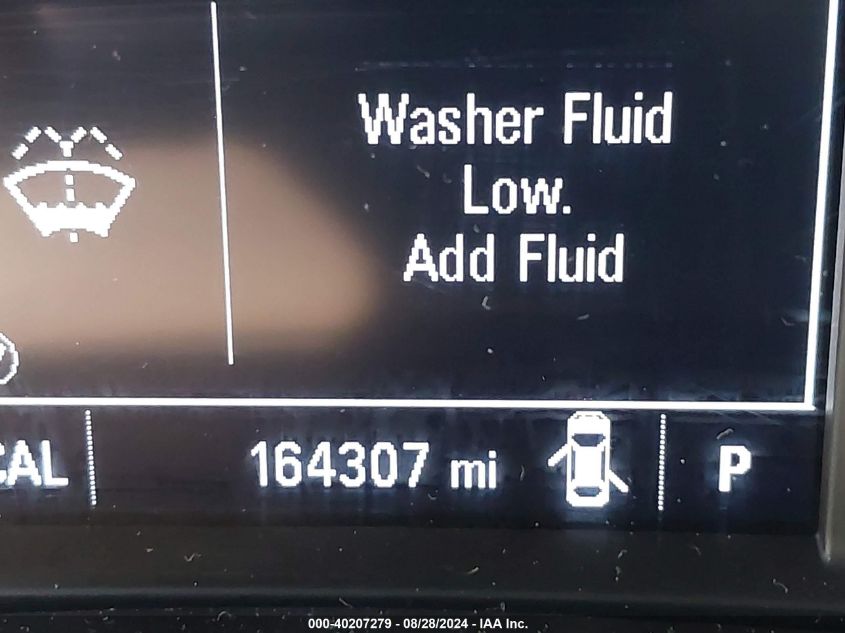 Washer Fluid
Low.
Add Fluid
CAL 164307 mi P
000-40207279 - 08/28/2024 - IAA Inc.